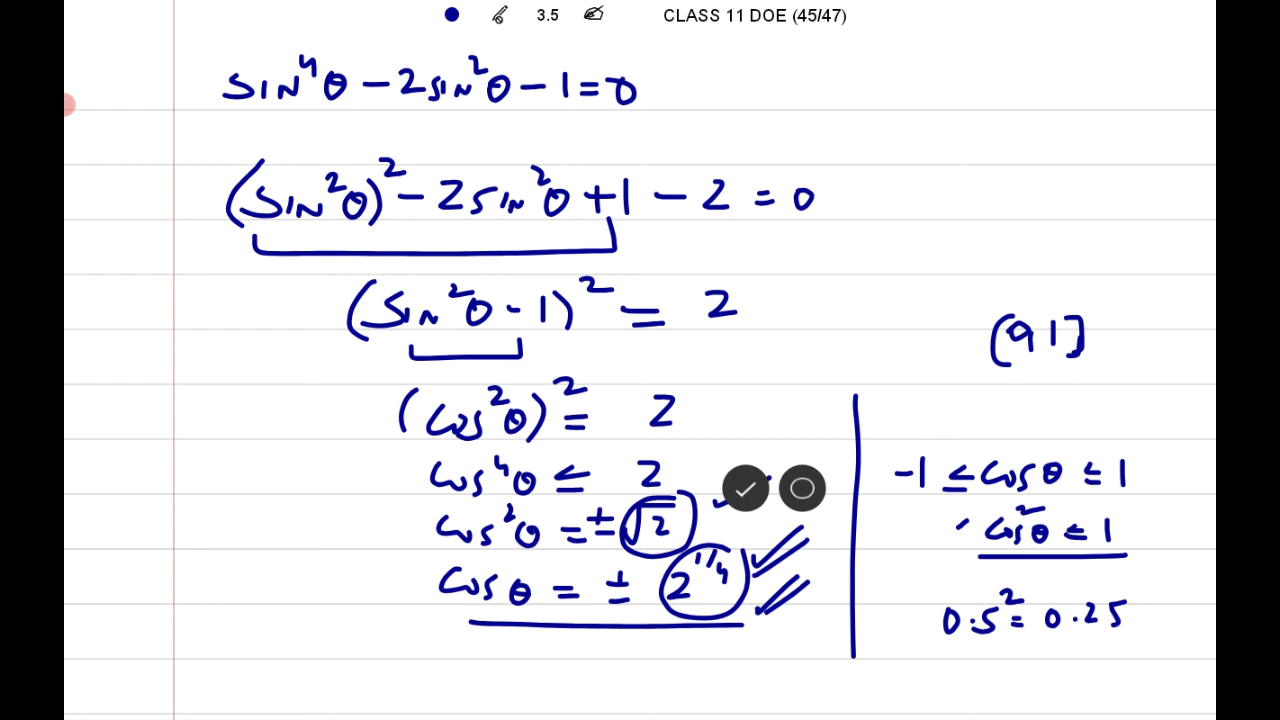 3.5 CLASS 11 DOE (45/47)
sin⁴θ - 2sin²θ - 1 = 0
(sin²θ)² - 2sin²θ + 1 - 2 = 0
(sin²θ - 1)² = 2
(cos²θ)² = 2
cos⁴θ = 2
cos²θ = ± √2
cosθ = ± 2^1/4
-1 ≤ cosθ ≤ 1
cos²θ ≤ 1
0.5² = 0.25